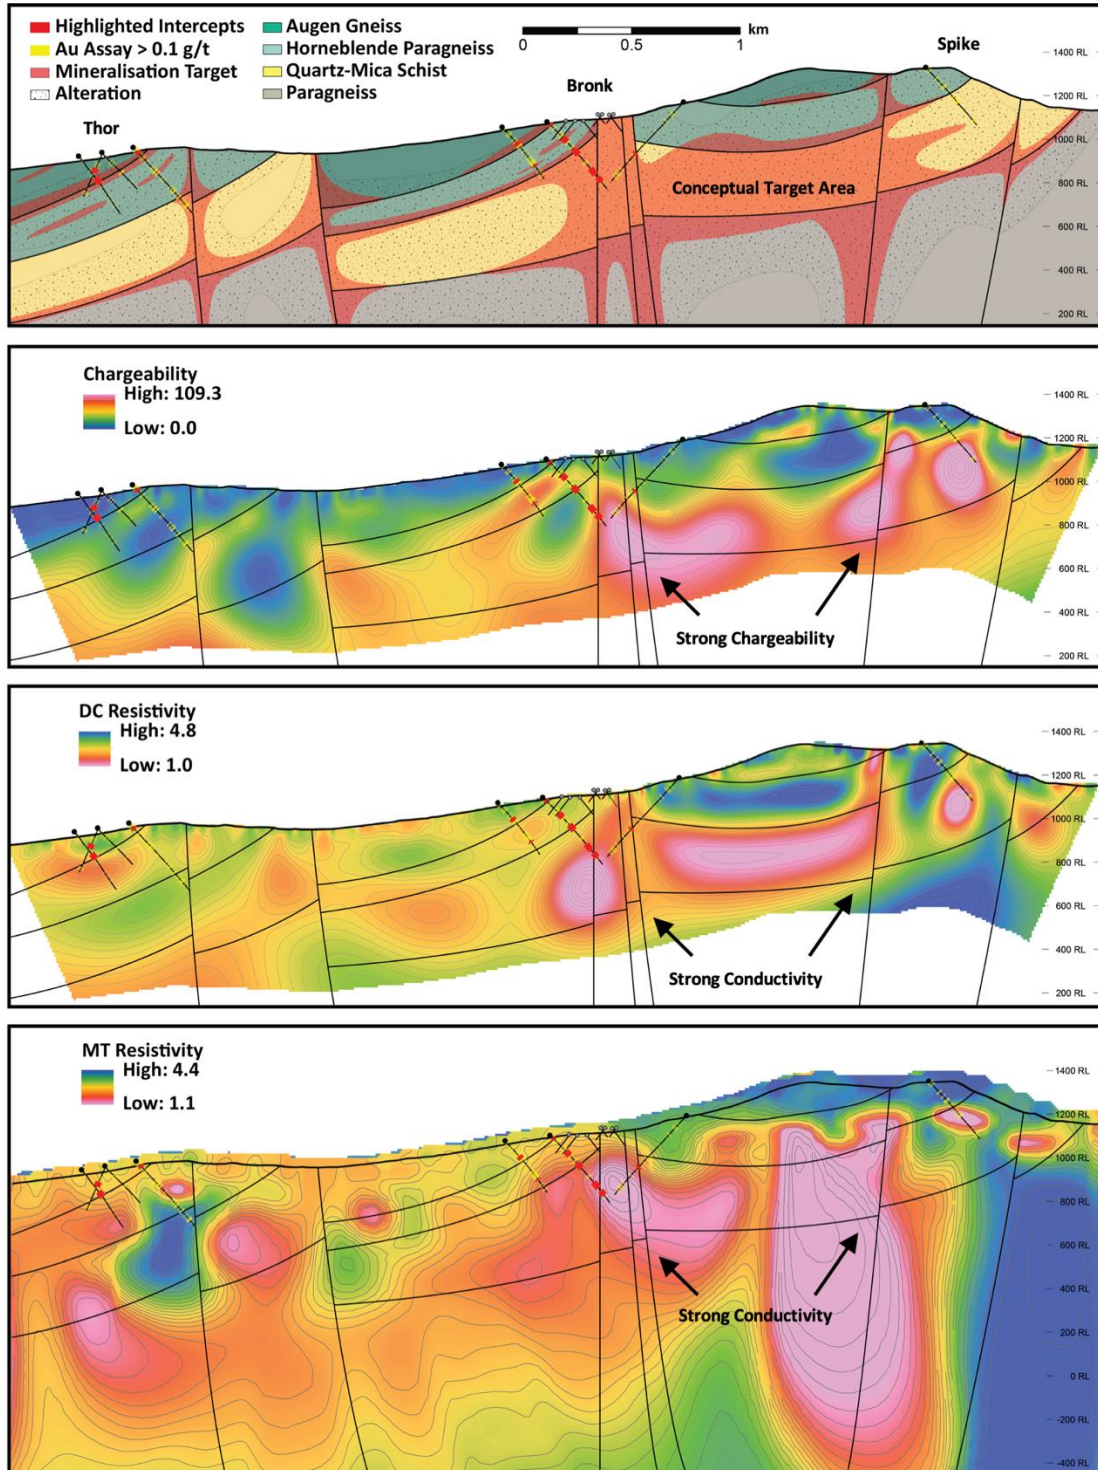 Highlighted Intercepts
Au Assay > 0.1 g/t
Mineralisation Target
Alteration
Augen Gneiss
Horneblende Paragneiss
Quartz-Mica Schist
Paragneiss
km
0 0.5 1
Thor
Bronk
Spike
Conceptual Target Area
1400 RL
1200 RL
1000 RL
800 RL
600 RL
400 RL
200 RL
Chargeability
High: 109.3
Low: 0.0
Strong Chargeability
1400 RL
1200 RL
1000 RL
800 RL
600 RL
400 RL
200 RL
DC Resistivity
High: 4.8
Low: 1.0
Strong Conductivity
1400 RL
1200 RL
1000 RL
800 RL
600 RL
400 RL
200 RL
MT Resistivity
High: 4.4
Low: 1.1
Strong Conductivity
1400 RL
1200 RL
1000 RL
800 RL
600 RL
400 RL
200 RL
0 RL
-200 RL
-400 RL